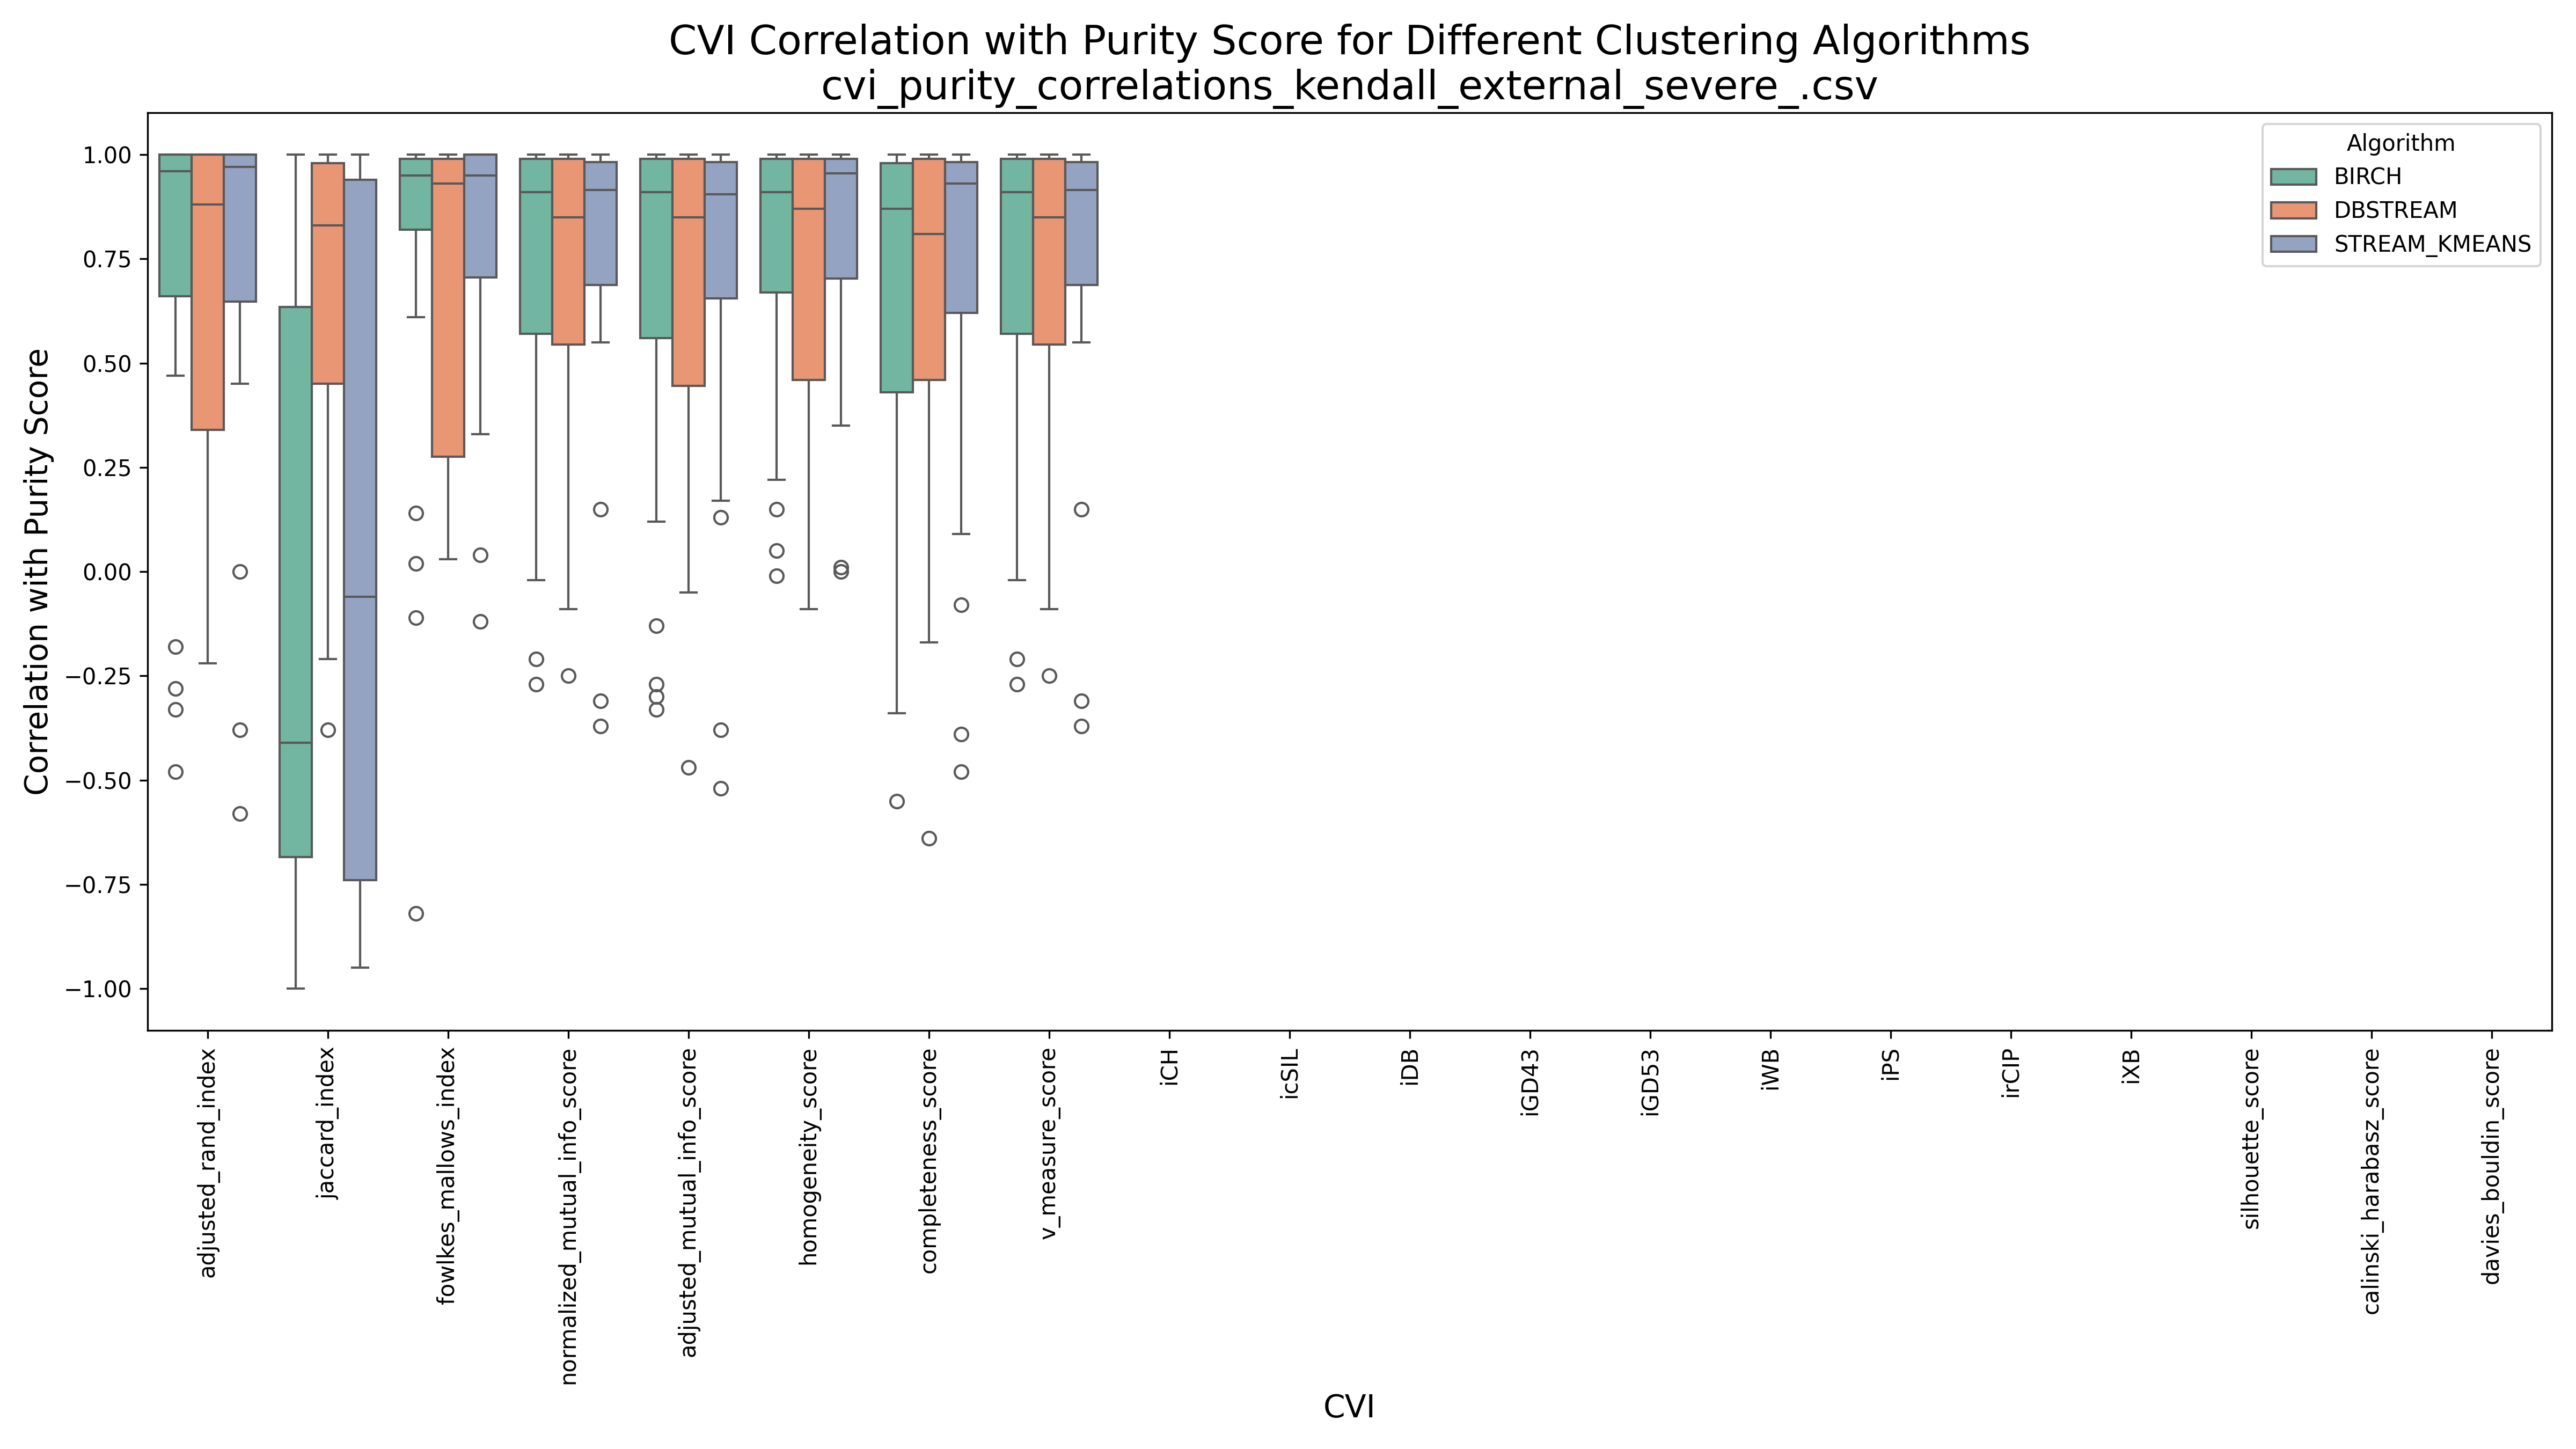 CVI Correlation with Purity Score for Different Clustering Algorithms
cvi_purity_correlations_kendall_external_severe_.csv
Algorithm
BIRCH
DBSTREAM
STREAM_KMEANS
Correlation with Purity Score
1.00
0.75
0.50
0.25
0.00
−0.25
−0.50
−0.75
−1.00
adjusted_rand_index
jaccard_index
fowlkes_mallows_index
normalized_mutual_info_score
adjusted_mutual_info_score
homogeneity_score
completeness_score
v_measure_score
iCH
icSIL
iDB
iGD43
iGD53
iWB
iPS
irCIP
iXB
silhouette_score
calinski_harabasz_score
davies_bouldin_score
CVI